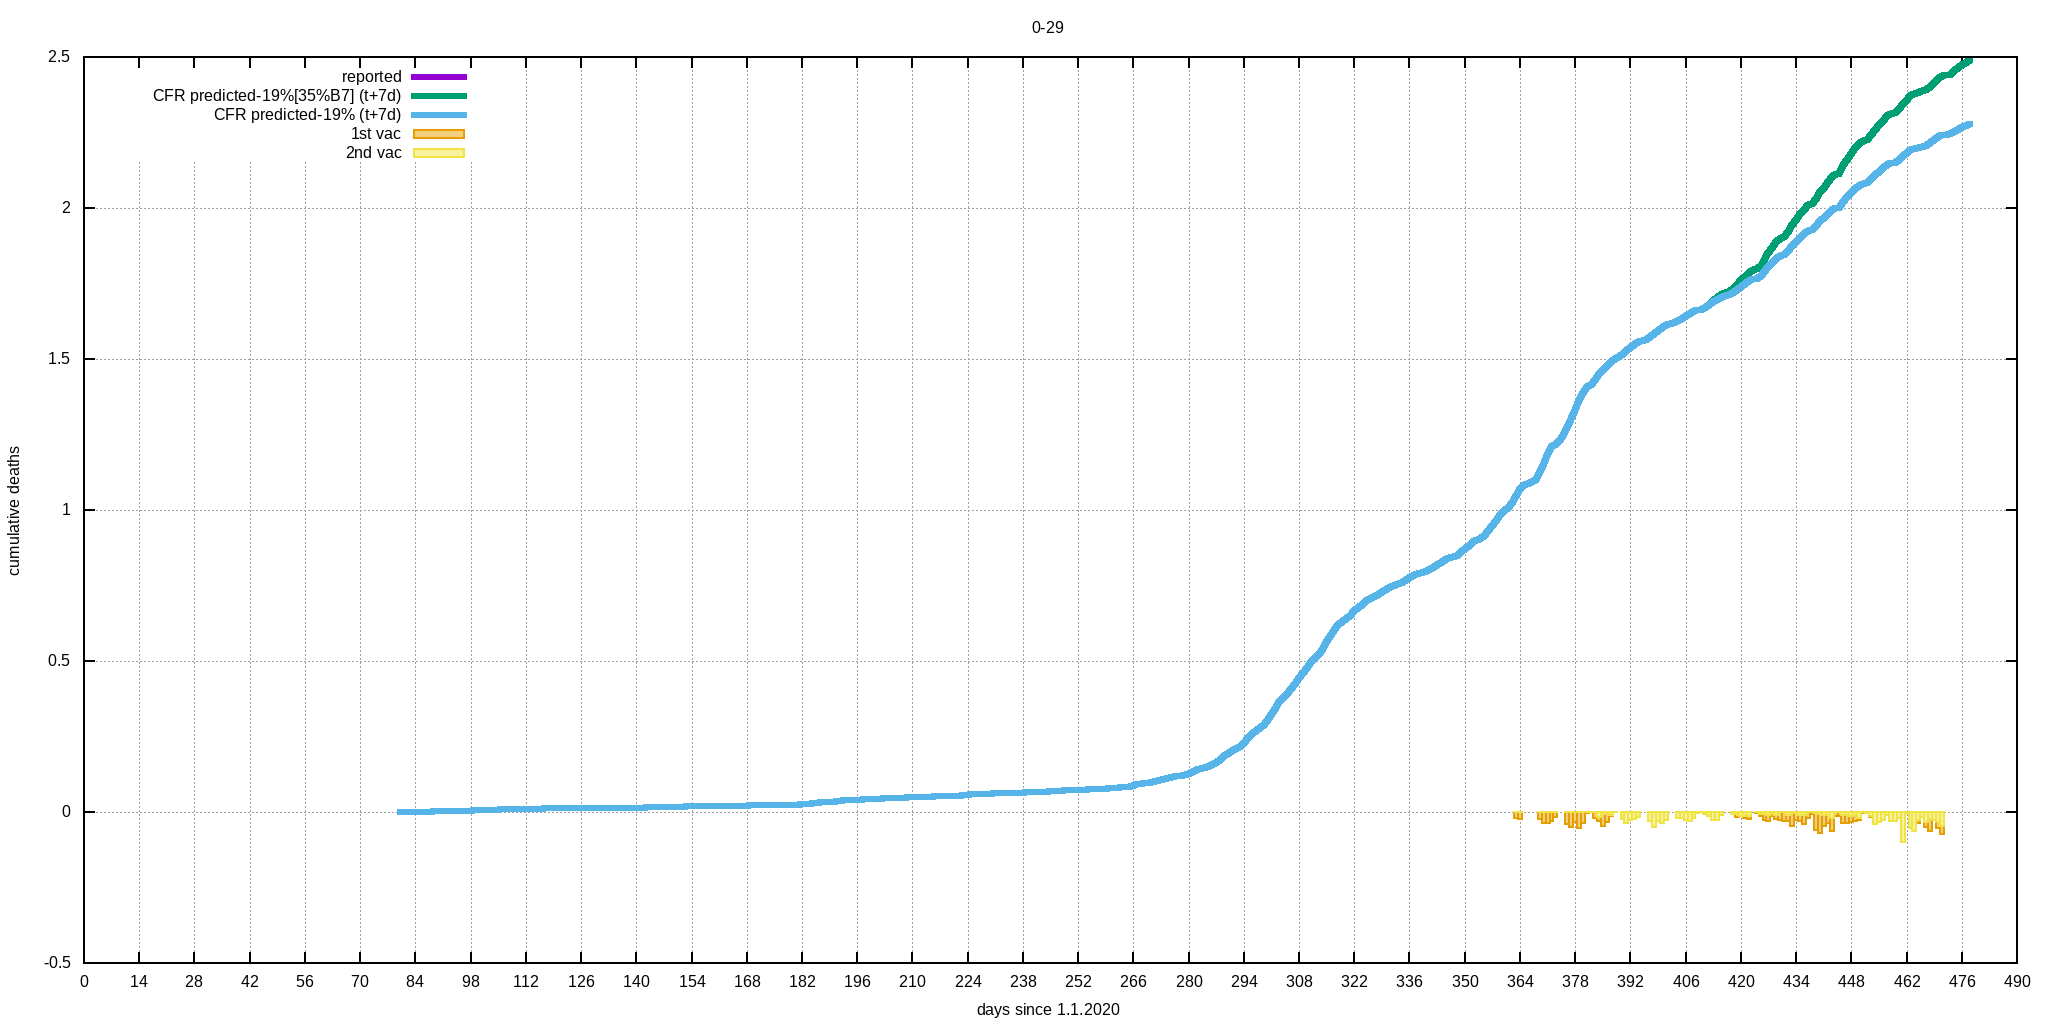 0-29
2.5
2
1.5
1
0.5
0
-0.5
reported
CFR predicted-19%[35%B7] (t+7d)
CFR predicted-19% (t+7d)
1st vac
2nd vac
cumulative deaths
0 14 28 42 56 70 84 98 112 126 140 154 168 182 196 210 224 238 252 266 280 294 308 322 336 350 364 378 392 406 420 434 448 462 476 490
days since 1.1.2020